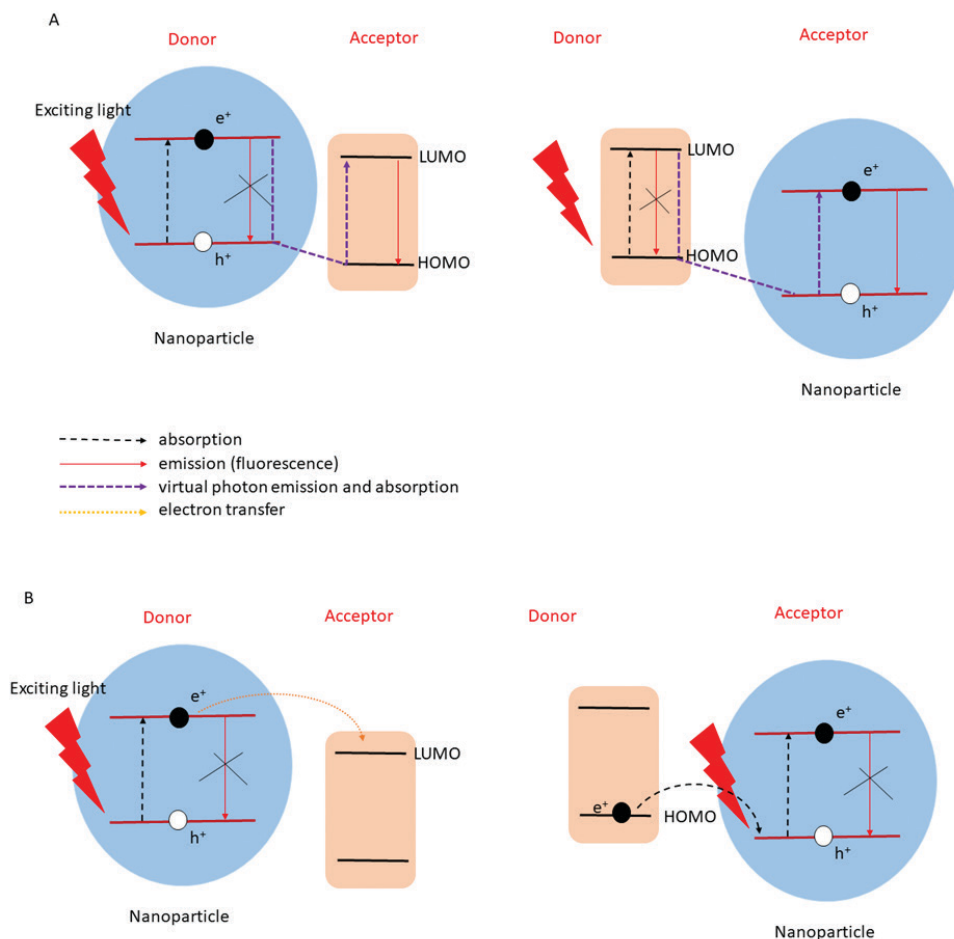 A
Donor
Acceptor
Donor
Acceptor
Exciting light
e+
LUMO
HOMO
h+
Nanoparticle
LUMO
HOMO
e+
h+
Nanoparticle
absorption
emission (fluorescence)
virtual photon emission and absorption
electron transfer
B
Donor
Acceptor
Donor
Acceptor
Exciting light
e+
LUMO
h+
Nanoparticle
e+
HOMO
e+
h+
Nanoparticle